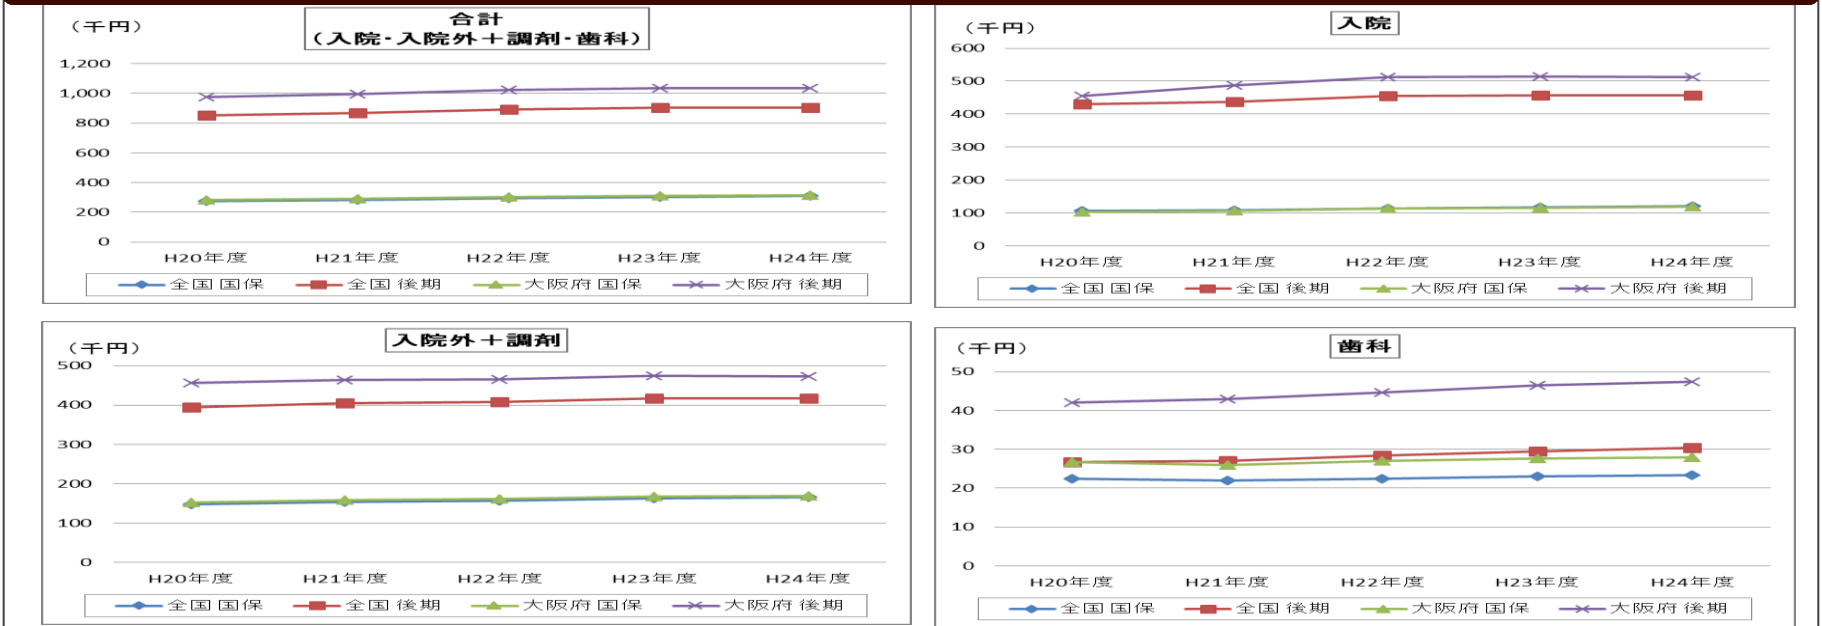 （千円）
合計
（入院・入院外＋調剤・歯科）
1,200
1,000
800
600
400
200
0
H20年度 H21年度 H22年度 H23年度 H24年度
全国 国保 全国 後期 大阪府 国保 大阪府 後期
（千円）
入院
600
500
400
300
200
100
0
H20年度 H21年度 H22年度 H23年度 H24年度
全国 国保 全国 後期 大阪府 国保 大阪府 後期
（千円）
入院外＋調剤
500
400
300
200
100
0
H20年度 H21年度 H22年度 H23年度 H24年度
全国 国保 全国 後期 大阪府 国保 大阪府 後期
（千円）
歯科
50
40
30
20
10
0
H20年度 H21年度 H22年度 H23年度 H24年度
全国 国保 全国 後期 大阪府 国保 大阪府 後期